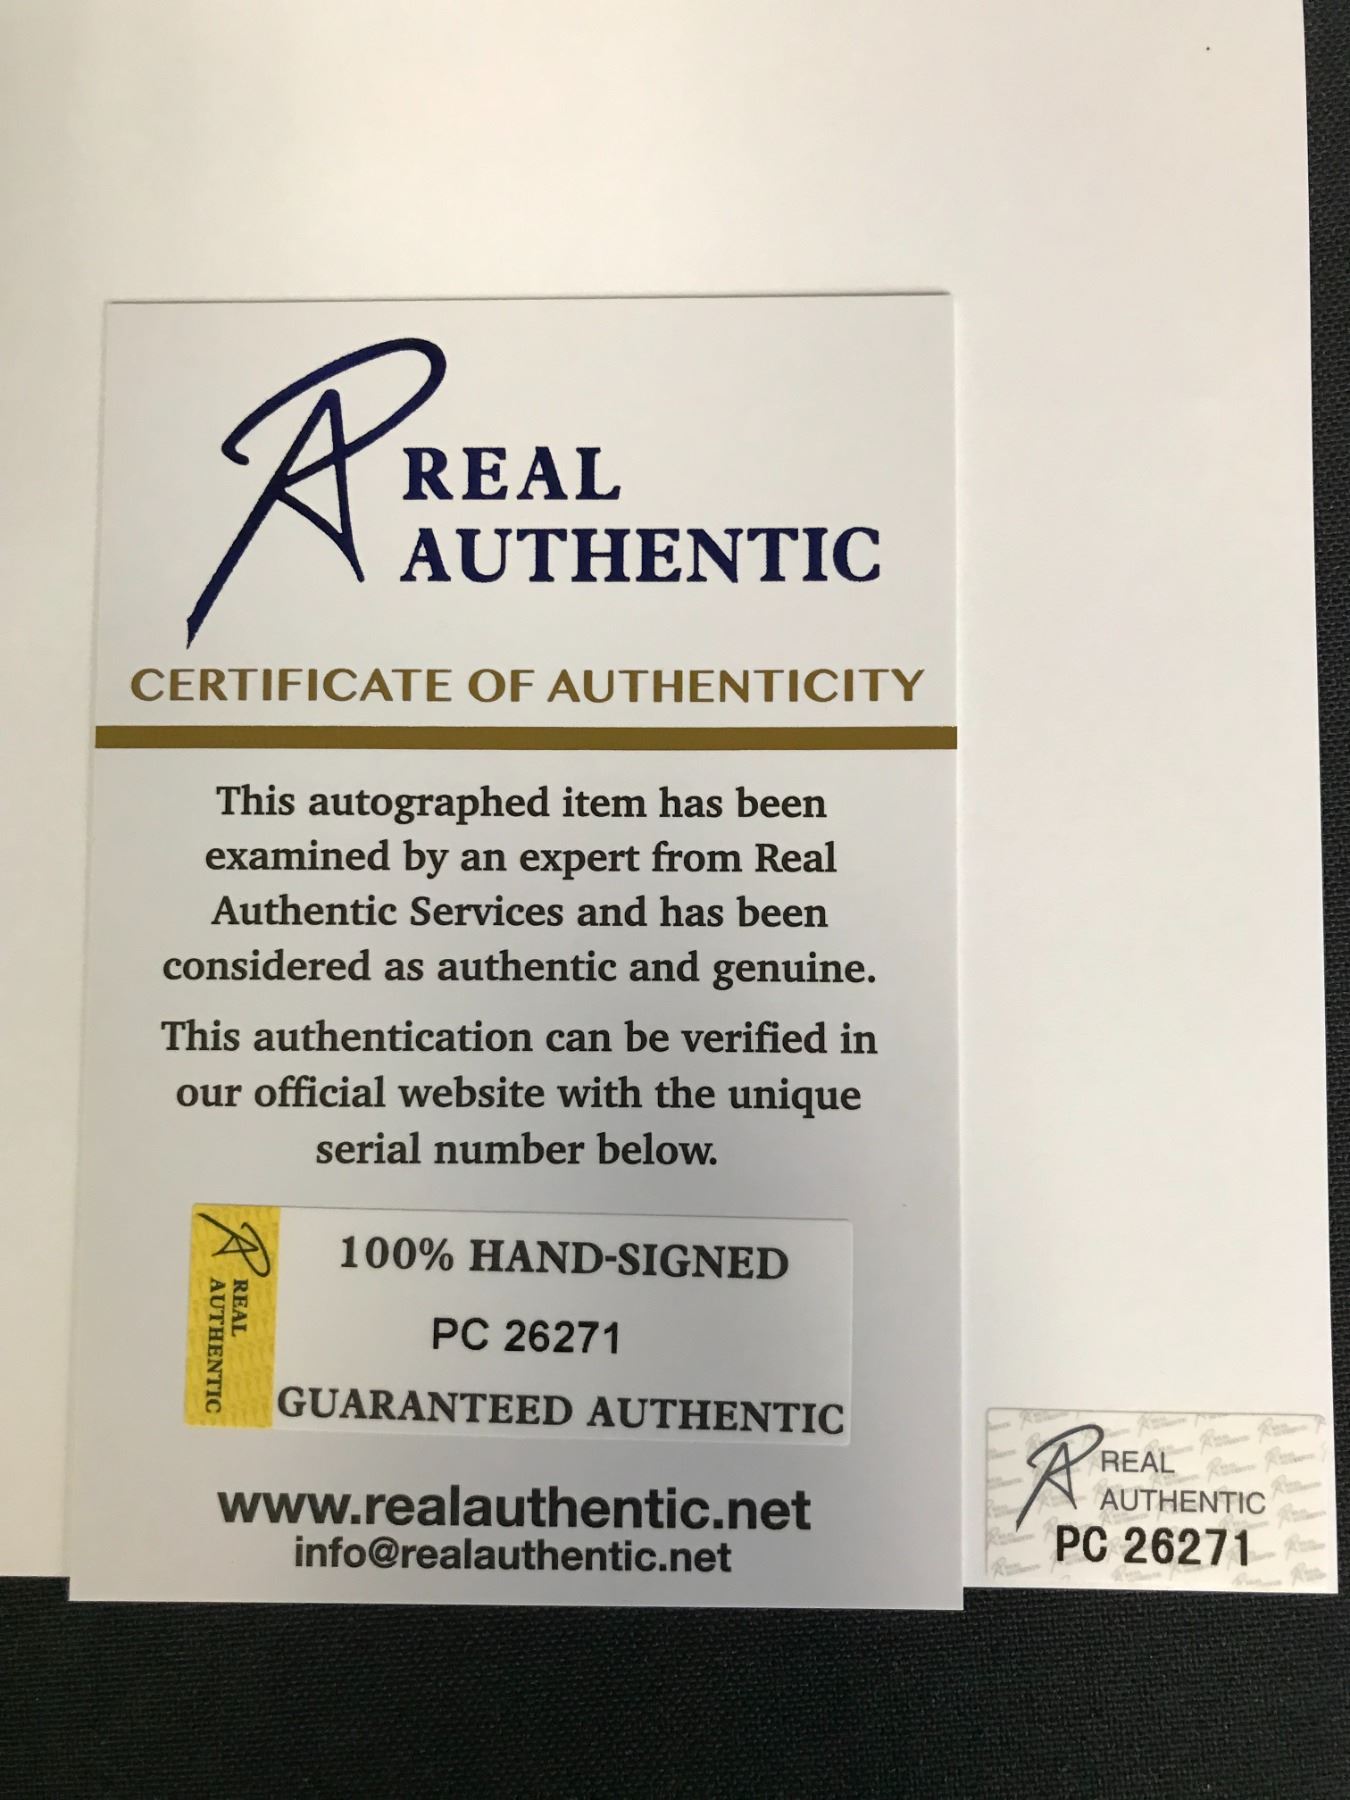 REAL
AUTHENTIC
CERTIFICATE OF AUTHENTICITY
This autographed item has been
examined by an expert from Real
Authentic Services and has been
considered as authentic and genuine.
This authentication can be verified in
our official website with the unique
serial number below.
REAL
AUTHENTIC
100% HAND-SIGNED
PC 26271
GUARANTEED AUTHENTIC
www.realauthentic.net
info@realauthentic.net
REAL
AUTHENTIC
PC 26271